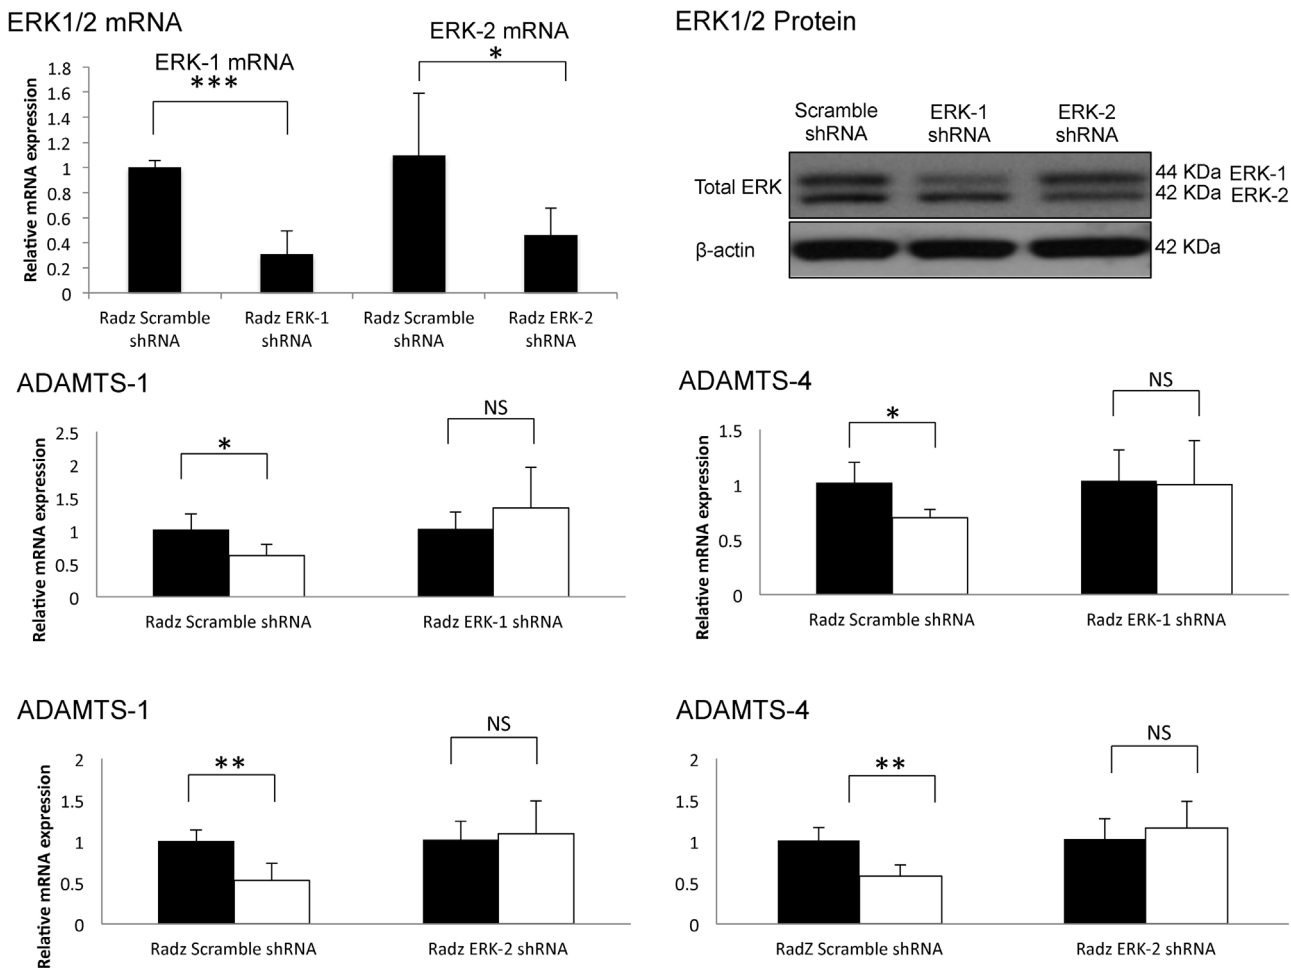 ERK1/2 mRNA
ERK-1 mRNA
***
ERK-2 mRNA
*
Relative mRNA expression
1.8
1.6
1.4
1.2
1
0.8
0.6
0.4
0.2
0
Radz Scramble
shRNA
Radz ERK-1
shRNA
Radz Scramble
shRNA
Radz ERK-2
shRNA
ERK1/2 Protein
Scramble
shRNA
ERK-1
shRNA
ERK-2
shRNA
Total ERK
44 KDa ERK-1
42 KDa ERK-2
β-actin
42 KDa
ADAMTS-1
Relative mRNA expression
2.5
2
1.5
1
0.5
0
*
NS
Radz Scramble shRNA
Radz ERK-1 shRNA
ADAMTS-4
Relative mRNA expression
1.5
1
0.5
0
*
NS
Radz Scramble shRNA
Radz ERK-1 shRNA
ADAMTS-1
Relative mRNA expression
2
1.5
1
0.5
0
**
NS
Radz Scramble shRNA
Radz ERK-2 shRNA
ADAMTS-4
2
1.5
1
0.5
0
**
NS
RadZ Scramble shRNA
Radz ERK-2 shRNA